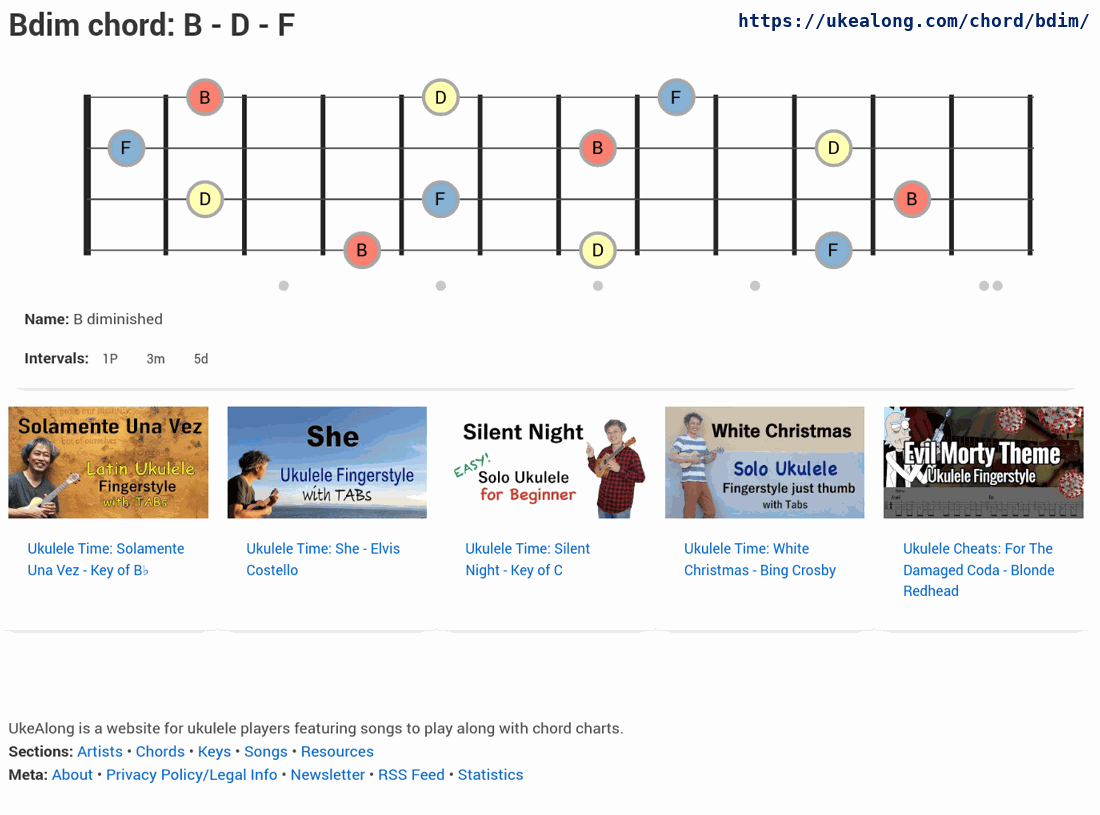 Bdim chord: B - D - F
https://ukealong.com/chord/bdim/
B D F
F B D
D F B
B D F
Name: B diminished
Intervals: 1P 3m 5d
Solamente Una Vez
Latin Ukulele
Fingerstyle
with TABs
She
Ukulele Fingerstyle
with TABs
Silent Night
EASY!
Solo Ukulele
for Beginner
White Christmas
Solo Ukulele
Fingerstyle just thumb
with Tabs
Evil Morty Theme
Ukulele Fingerstyle
Ukulele Time: Solamente
Una Vez - Key of B♭
Ukulele Time: She - Elvis
Costello
Ukulele Time: Silent
Night - Key of C
Ukulele Time: White
Christmas - Bing Crosby
Ukulele Cheats: For The
Damaged Coda - Blonde
Redhead
UkeAlong is a website for ukulele players featuring songs to play along with chord charts.
Sections: Artists • Chords • Keys • Songs • Resources
Meta: About • Privacy Policy/Legal Info • Newsletter • RSS Feed • Statistics